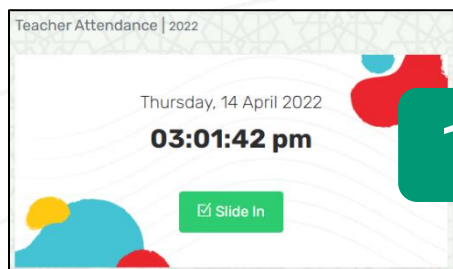 Teacher Attendance | 2022
Thursday, 14 April 2022
03:01:42 pm
Slide In